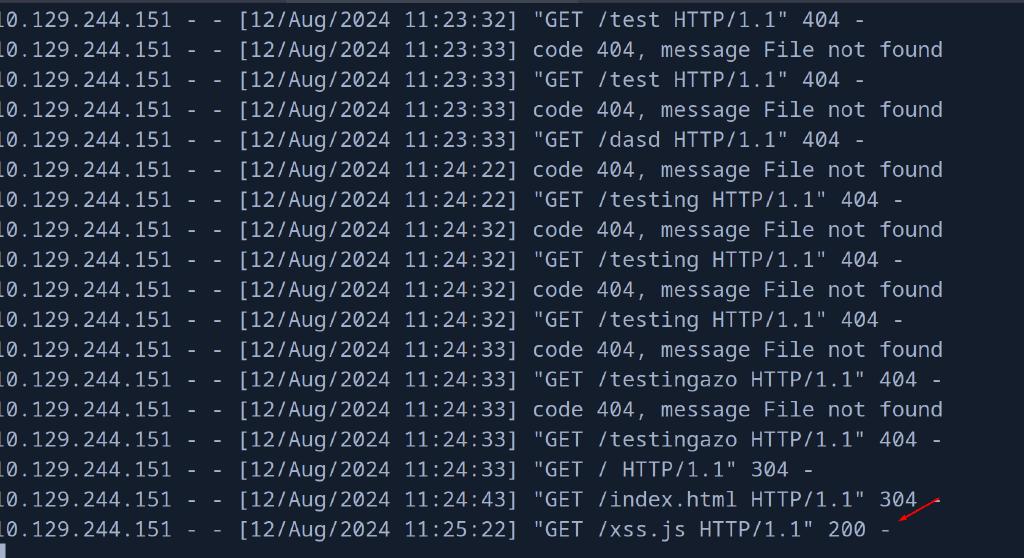 10.129.244.151 - - [12/Aug/2024 11:23:32] "GET /test HTTP/1.1" 404 -
10.129.244.151 - - [12/Aug/2024 11:23:33] code 404, message File not found
10.129.244.151 - - [12/Aug/2024 11:23:33] "GET /test HTTP/1.1" 404 -
10.129.244.151 - - [12/Aug/2024 11:23:33] code 404, message File not found
10.129.244.151 - - [12/Aug/2024 11:23:33] "GET /dasd HTTP/1.1" 404 -
10.129.244.151 - - [12/Aug/2024 11:24:22] code 404, message File not found
10.129.244.151 - - [12/Aug/2024 11:24:22] "GET /testing HTTP/1.1" 404 -
10.129.244.151 - - [12/Aug/2024 11:24:32] code 404, message File not found
10.129.244.151 - - [12/Aug/2024 11:24:32] "GET /testing HTTP/1.1" 404 -
10.129.244.151 - - [12/Aug/2024 11:24:32] code 404, message File not found
10.129.244.151 - - [12/Aug/2024 11:24:32] "GET /testing HTTP/1.1" 404 -
10.129.244.151 - - [12/Aug/2024 11:24:33] code 404, message File not found
10.129.244.151 - - [12/Aug/2024 11:24:33] "GET /testingazo HTTP/1.1" 404 -
10.129.244.151 - - [12/Aug/2024 11:24:33] code 404, message File not found
10.129.244.151 - - [12/Aug/2024 11:24:33] "GET /testingazo HTTP/1.1" 404 -
10.129.244.151 - - [12/Aug/2024 11:24:33] "GET / HTTP/1.1" 304 -
10.129.244.151 - - [12/Aug/2024 11:24:43] "GET /index.html HTTP/1.1" 304 -
10.129.244.151 - - [12/Aug/2024 11:25:22] "GET /xss.js HTTP/1.1" 200 -